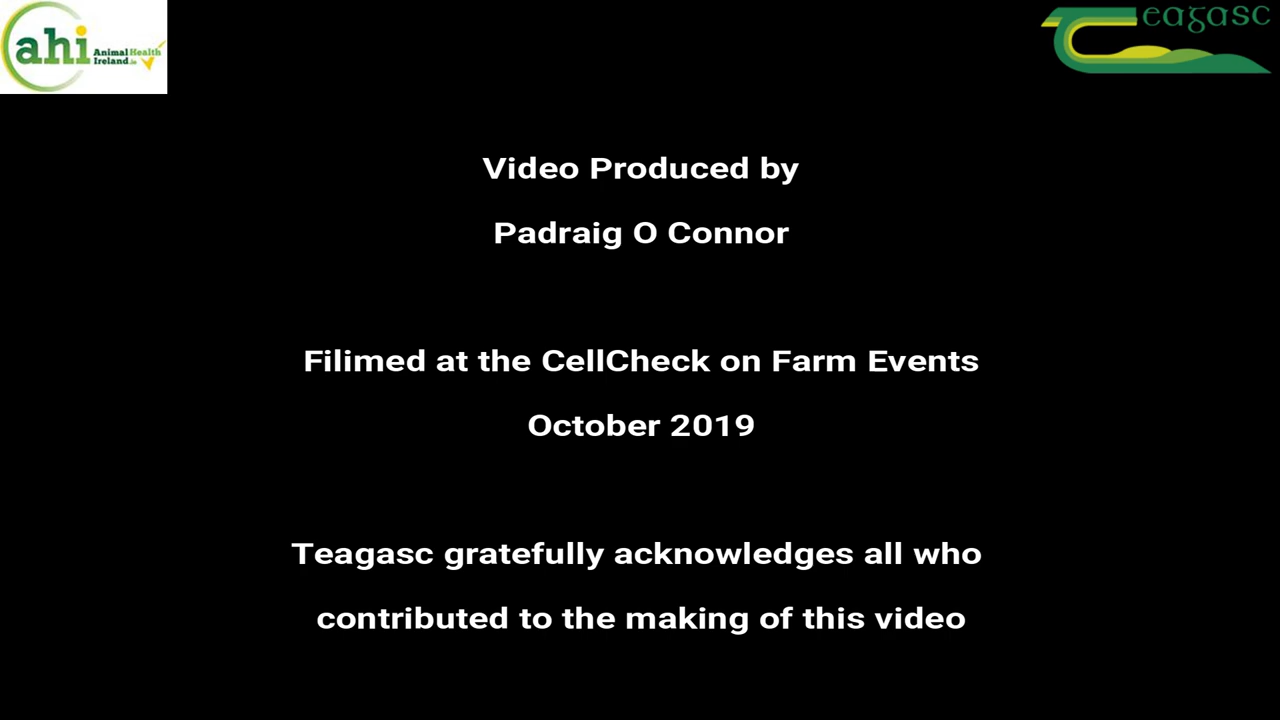 ahi Animal Health
Ireland.ie
Teagasc
Video Produced by
Padraig O Connor
Filimed at the CellCheck on Farm Events
October 2019
Teagasc gratefully acknowledges all who
contributed to the making of this video